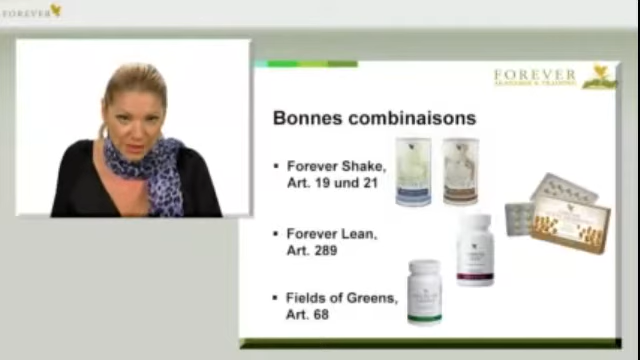 FOREVER
FOREVER
Bonnes combinaisons
▪ Forever Shake,
Art. 19 und 21
▪ Forever Lean,
Art. 289
▪ Fields of Greens,
Art. 68